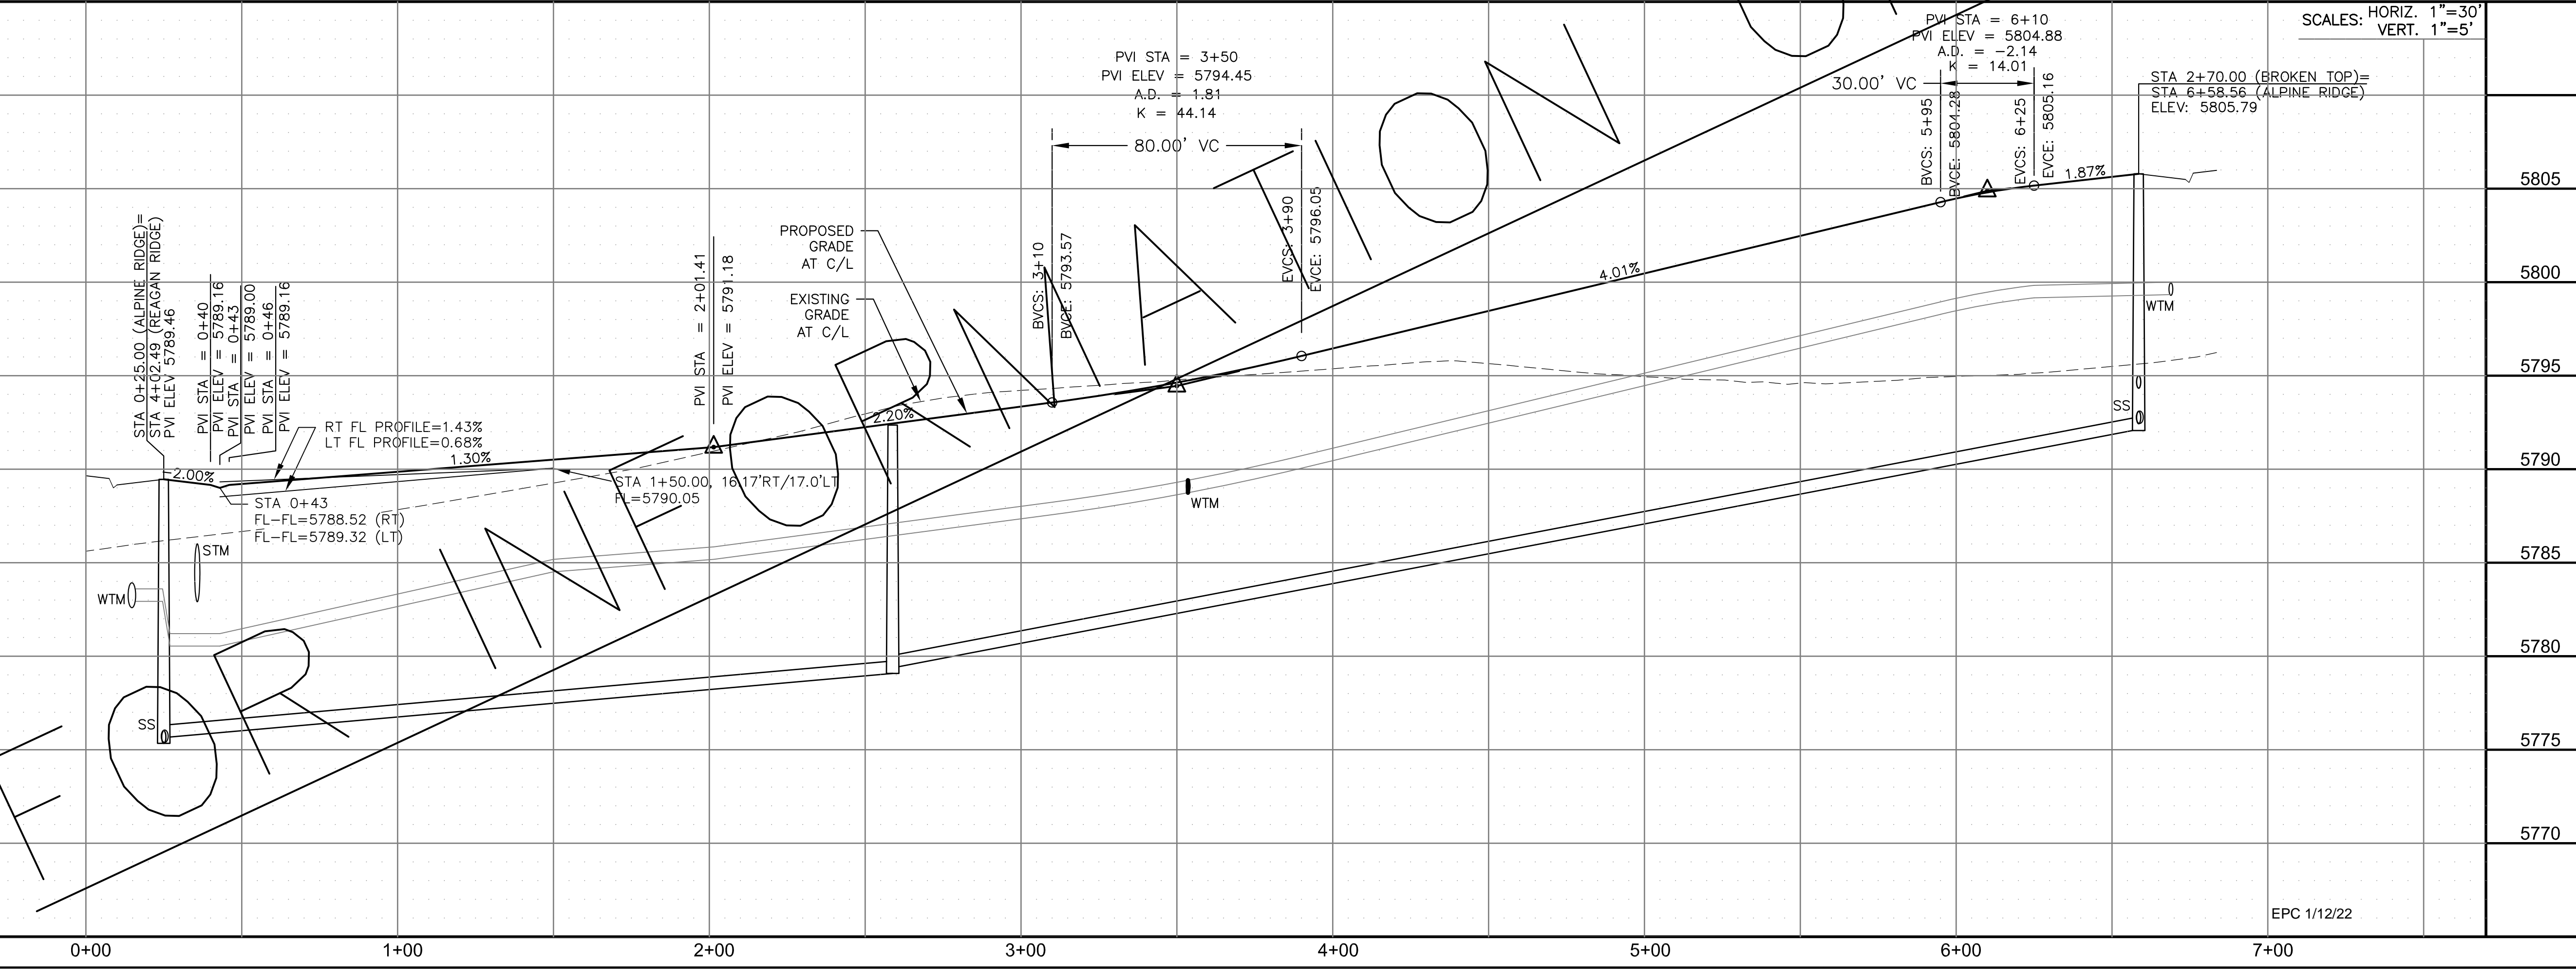 SCALES: HORIZ. 1"=30'
VERT. 1"=5'
PVI STA = 6+10
PVI ELEV = 5804.88
A.D. = −2.14
K = 14.01
30.00' VC
BVCS: 5+95
BVCE: 5804.28
EVCS: 6+25
EVCE: 5805.16
STA 2+70.00 (BROKEN TOP)=
STA 6+58.56 (ALPINE RIDGE)
ELEV: 5805.79
PVI STA = 3+50
PVI ELEV = 5794.45
A.D. = 1.81
K = 44.14
80.00' VC
BVCS: 3+10
BVCE: 5793.57
EVCS: 3+90
EVCE: 5796.05
1.87%
4.01%
PROPOSED
GRADE
AT C/L
EXISTING
GRADE
AT C/L
PVI STA = 2+01.41
PVI ELEV = 5791.18
STA 0+25.00 (ALPINE RIDGE)=
STA 4+02.49 (REAGAN RIDGE)
PVI ELEV 5789.46
PVI STA = 0+40
PVI ELEV = 5789.16
PVI STA = 0+43
PVI ELEV = 5789.00
PVI STA = 0+46
PVI ELEV = 5789.16
RT FL PROFILE=1.43%
LT FL PROFILE=0.68%
-2.00%
1.30%
2.20%
STA 1+50.00, 16.17'RT/17.0'LT
FL=5790.05
STA 0+43
FL-FL=5788.52 (RT)
FL-FL=5789.32 (LT)
STM
WTM
SS
WTM
WTM
SS
FOR INFORMATION
5805
5800
5795
5790
5785
5780
5775
5770
EPC 1/12/22
0+00
1+00
2+00
3+00
4+00
5+00
6+00
7+00